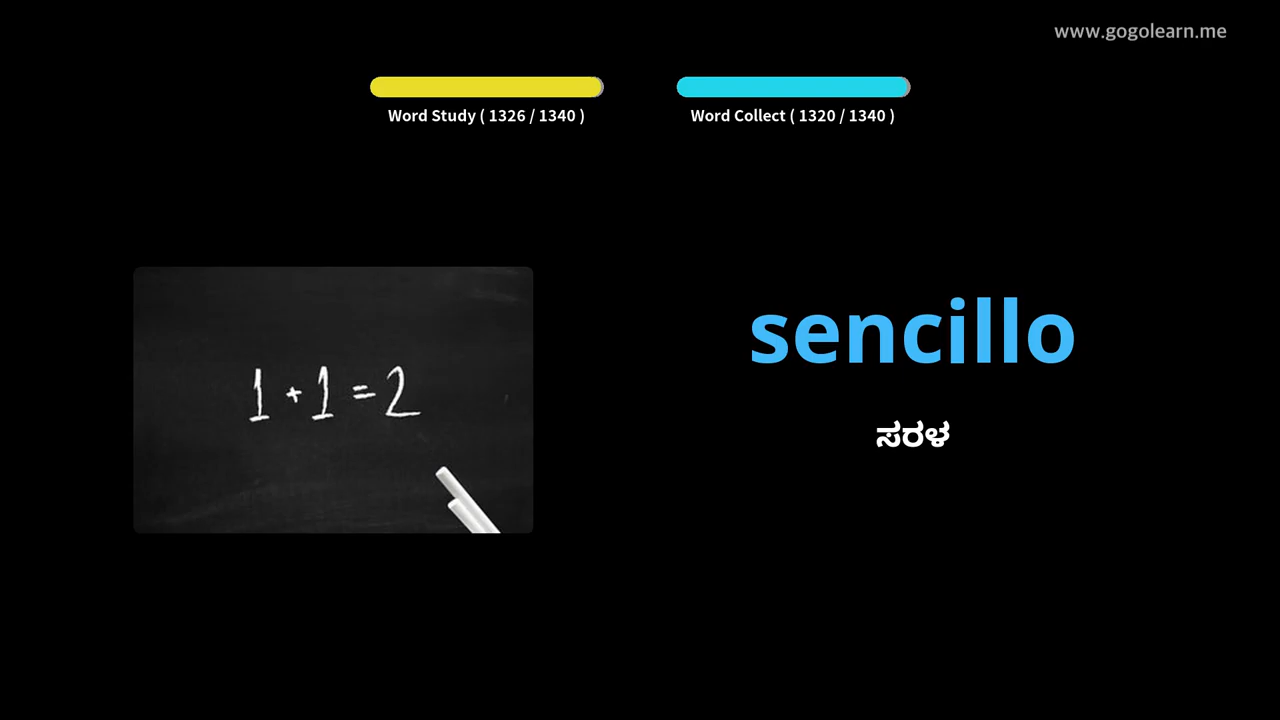 www.gogolearn.me
Word Study ( 1326 / 1340 )
Word Collect ( 1320 / 1340 )
1 + 1 = 2
sencillo
ಸರಳ